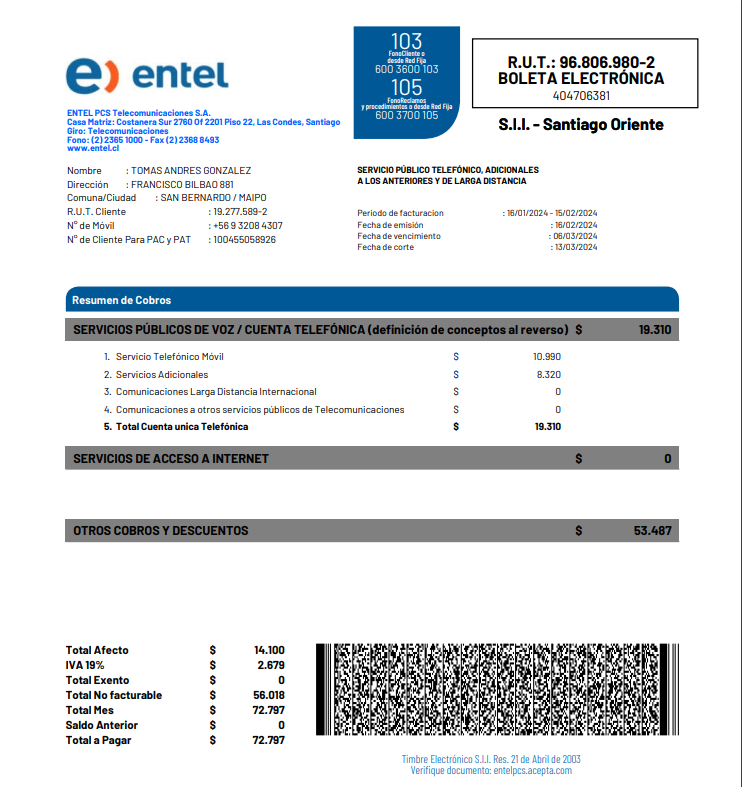 entel
103
FonoCliente o
desde Red Fija
600 3600 103
105
FonoReclamos
y procedimientos o desde Red Fija
600 3700 105
R.U.T.: 96.806.980-2
BOLETA ELECTRÓNICA
404706381
S.I.I. - Santiago Oriente
ENTEL PCS Telecomunicaciones S.A.
Casa Matriz: Costanera Sur 2760 Of 2201 Piso 22, Las Condes, Santiago
Giro: Telecomunicaciones
Fono: (2) 2365 1000 - Fax (2) 2368 8493
www.entel.cl
Nombre : TOMAS ANDRES GONZALEZ
Dirección : FRANCISCO BILBAO 881
Comuna/Ciudad : SAN BERNARDO / MAIPO
R.U.T. Cliente : 19.277.589-2
N° de Móvil : +56 9 3208 4307
N° de Cliente Para PAC y PAT : 100455058926
SERVICIO PÚBLICO TELEFÓNICO, ADICIONALES
A LOS ANTERIORES Y DE LARGA DISTANCIA
Periodo de facturacion : 16/01/2024 - 15/02/2024
Fecha de emisión : 16/02/2024
Fecha de vencimiento : 06/03/2024
Fecha de corte : 13/03/2024
Resumen de Cobros
SERVICIOS PÚBLICOS DE VOZ / CUENTA TELEFÓNICA (definición de conceptos al reverso) $ 19.310
1. Servicio Telefónico Móvil $ 10.990
2. Servicios Adicionales $ 8.320
3. Comunicaciones Larga Distancia Internacional $ 0
4. Comunicaciones a otros servicios públicos de Telecomunicaciones $ 0
5. Total Cuenta unica Telefónica $ 19.310
SERVICIOS DE ACCESO A INTERNET $ 0
OTROS COBROS Y DESCUENTOS $ 53.487
Total Afecto $ 14.100
IVA 19% $ 2.679
Total Exento $ 0
Total No facturable $ 56.018
Total Mes $ 72.797
Saldo Anterior $ 0
Total a Pagar $ 72.797
Timbre Electrónico S.I.I. Res. 21 de Abril de 2003
Verifique documento: entelpcs.acepta.com